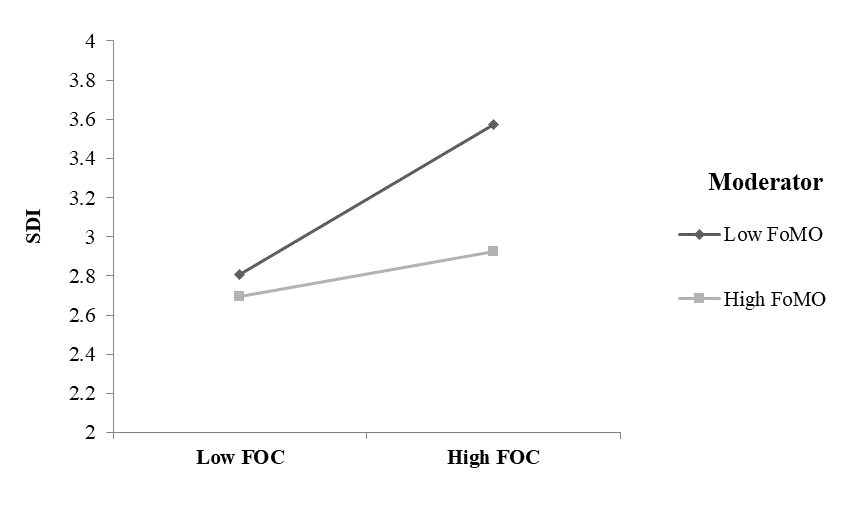 4
3.8
3.6
3.4
3.2
3
2.8
2.6
2.4
2.2
2
SDI
Low FOC
High FOC
Moderator
Low FoMO
High FoMO